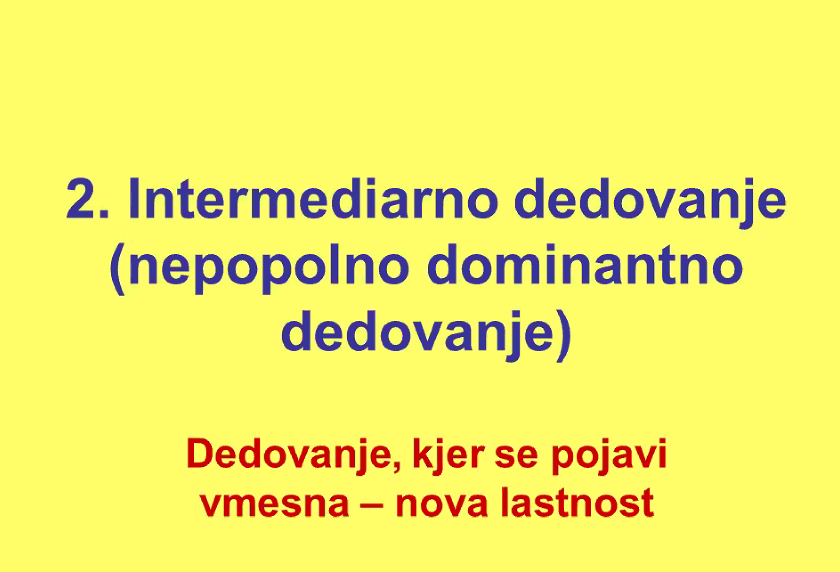 2. Intermediarno dedovanje
(nepopolno dominantno
dedovanje)
Dedovanje, kjer se pojavi
vmesna – nova lastnost